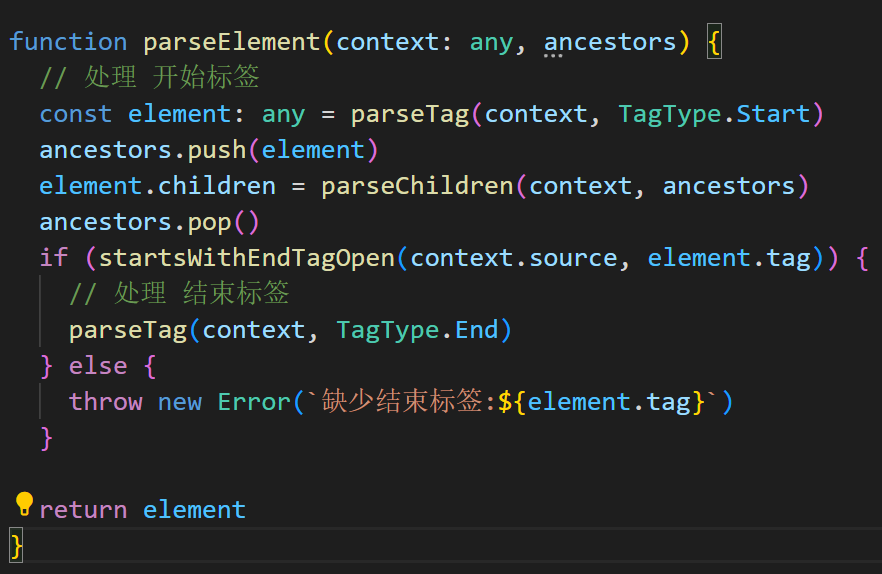 function parseElement(context: any, ancestors) {
  // 处理 开始标签
  const element: any = parseTag(context, TagType.Start)
  ancestors.push(element)
  element.children = parseChildren(context, ancestors)
  ancestors.pop()
  if (startsWithEndTagOpen(context.source, element.tag)) {
    // 处理 结束标签
    parseTag(context, TagType.End)
  } else {
    throw new Error(`缺少结束标签:${element.tag}`)
  }

  return element
}